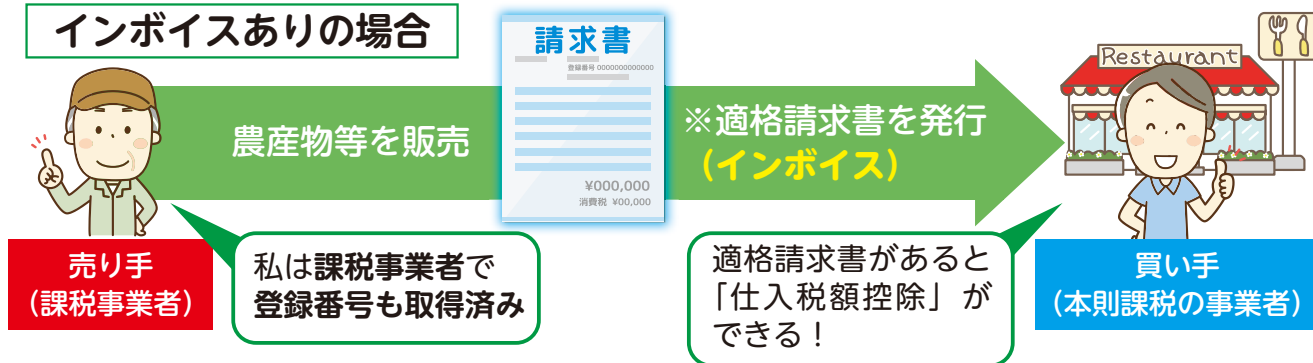 インボイスありの場合
請求書
登録番号 0000000000000
¥000,000
消費税 ¥00,000
農産物等を販売
※適格請求書を発行
（インボイス）
Restaurant
売り手
（課税事業者）
私は課税事業者で
登録番号も取得済み
適格請求書があると
「仕入税額控除」が
できる！
買い手
（本則課税の事業者）